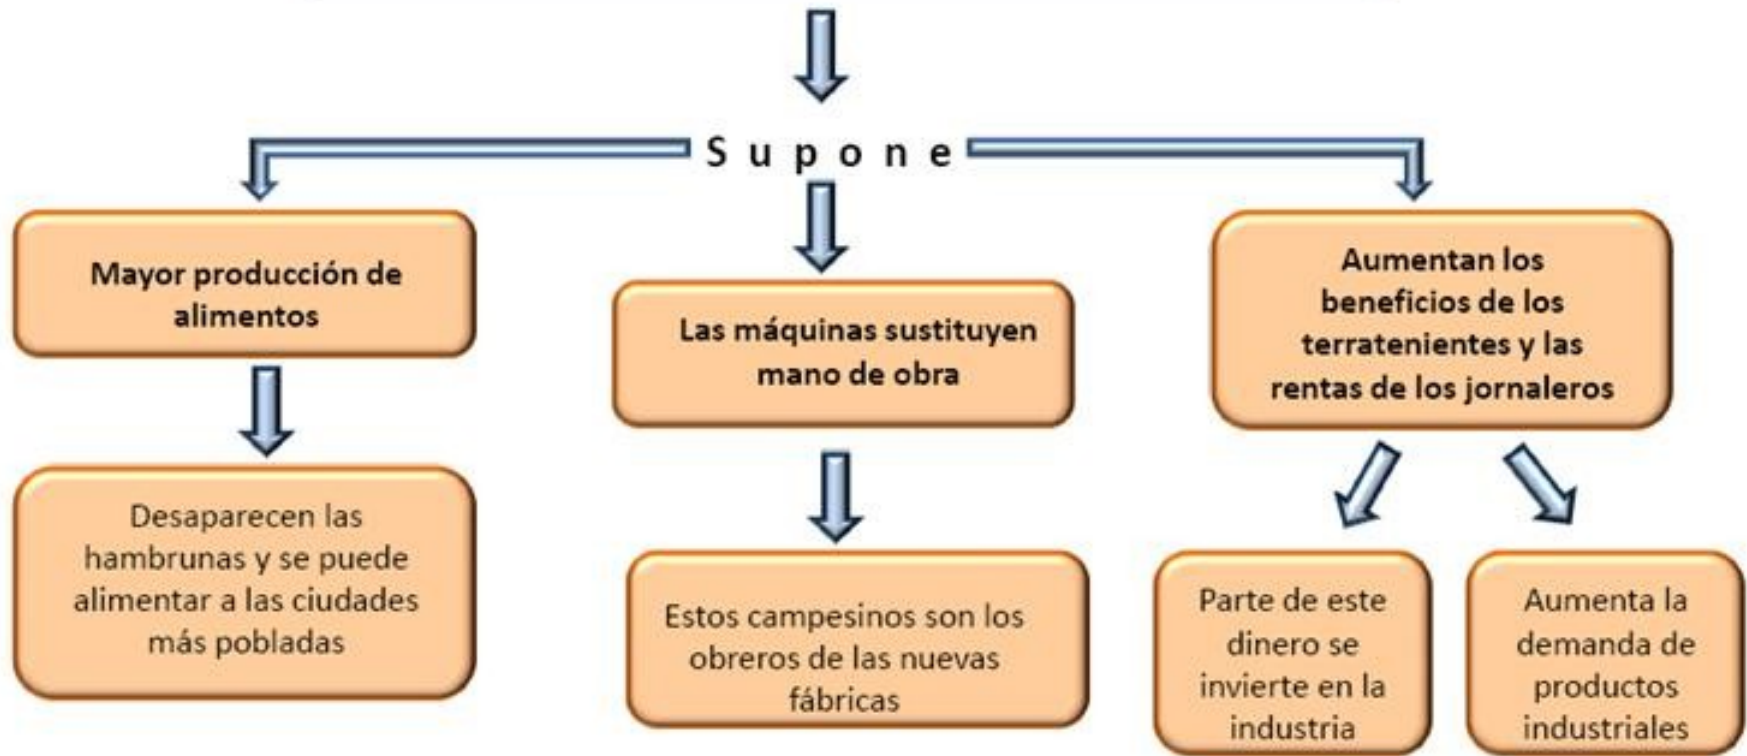 Supone
Mayor producción de
alimentos
Las máquinas sustituyen
mano de obra
Aumentan los
beneficios de los
terratenientes y las
rentas de los jornaleros
Desaparecen las
hambrunas y se puede
alimentar a las ciudades
más pobladas
Estos campesinos son los
obreros de las nuevas
fábricas
Parte de este
dinero se
invierte en la
industria
Aumenta la
demanda de
productos
industriales